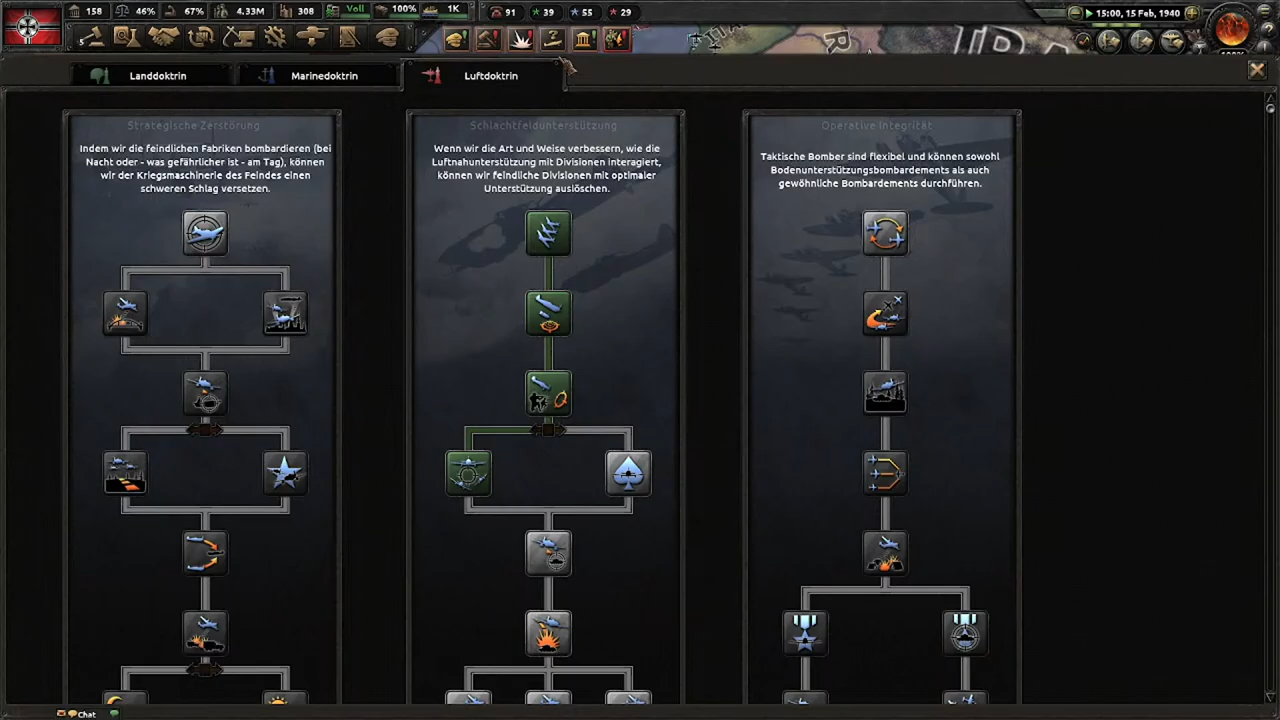 158 46% 67% 4.33M 308 Voll 100% 1K 91 39 55 29 15:00, 15 Feb, 1940
Landdoktrin Marinedoktrin Luftdoktrin
Strategische Zerstörung
Indem wir die feindlichen Fabriken bombardieren (bei
Nacht oder - was gefährlicher ist - am Tag), können
wir der Kriegsmaschinerie des Feindes einen
schweren Schlag versetzen.
Schlachtfeldunterstützung
Wenn wir die Art und Weise verbessern, wie die
Luftnahunterstützung mit Divisionen interagiert,
können wir feindliche Divisionen mit optimaler
Unterstützung auslöschen.
Operative Integrität
Taktische Bomber sind flexibel und können sowohl
Bodenunterstützungsbombardements als auch
gewöhnliche Bombardements durchführen.
Chat